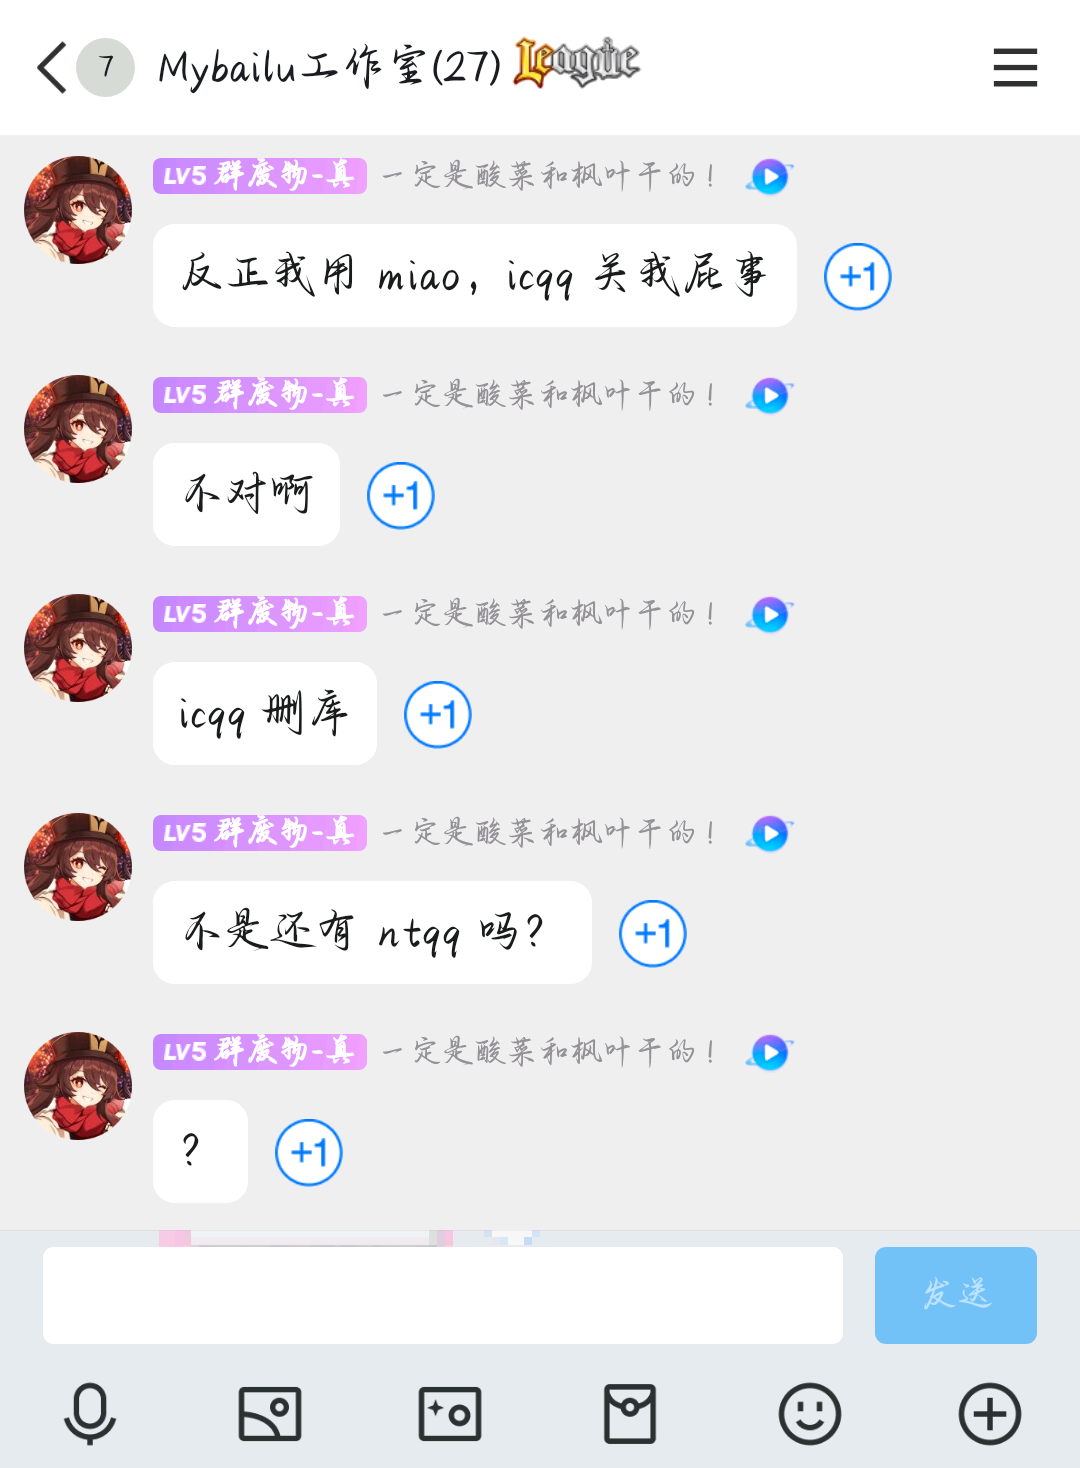 7
Mybailu工作室(27) League
LV5 群废物-真 一定是酸菜和枫叶干的！
反正我用 miao，icqq 关我屁事
+1
LV5 群废物-真 一定是酸菜和枫叶干的！
不对啊
+1
LV5 群废物-真 一定是酸菜和枫叶干的！
icqq 删库
+1
LV5 群废物-真 一定是酸菜和枫叶干的！
不是还有 ntqq 吗？
+1
LV5 群废物-真 一定是酸菜和枫叶干的！
？
+1
发送